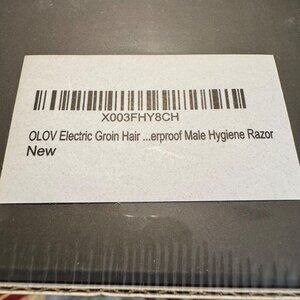 X003FHY8CH
OLOV Electric Groin Hair ...erproof Male Hygiene Razor
New